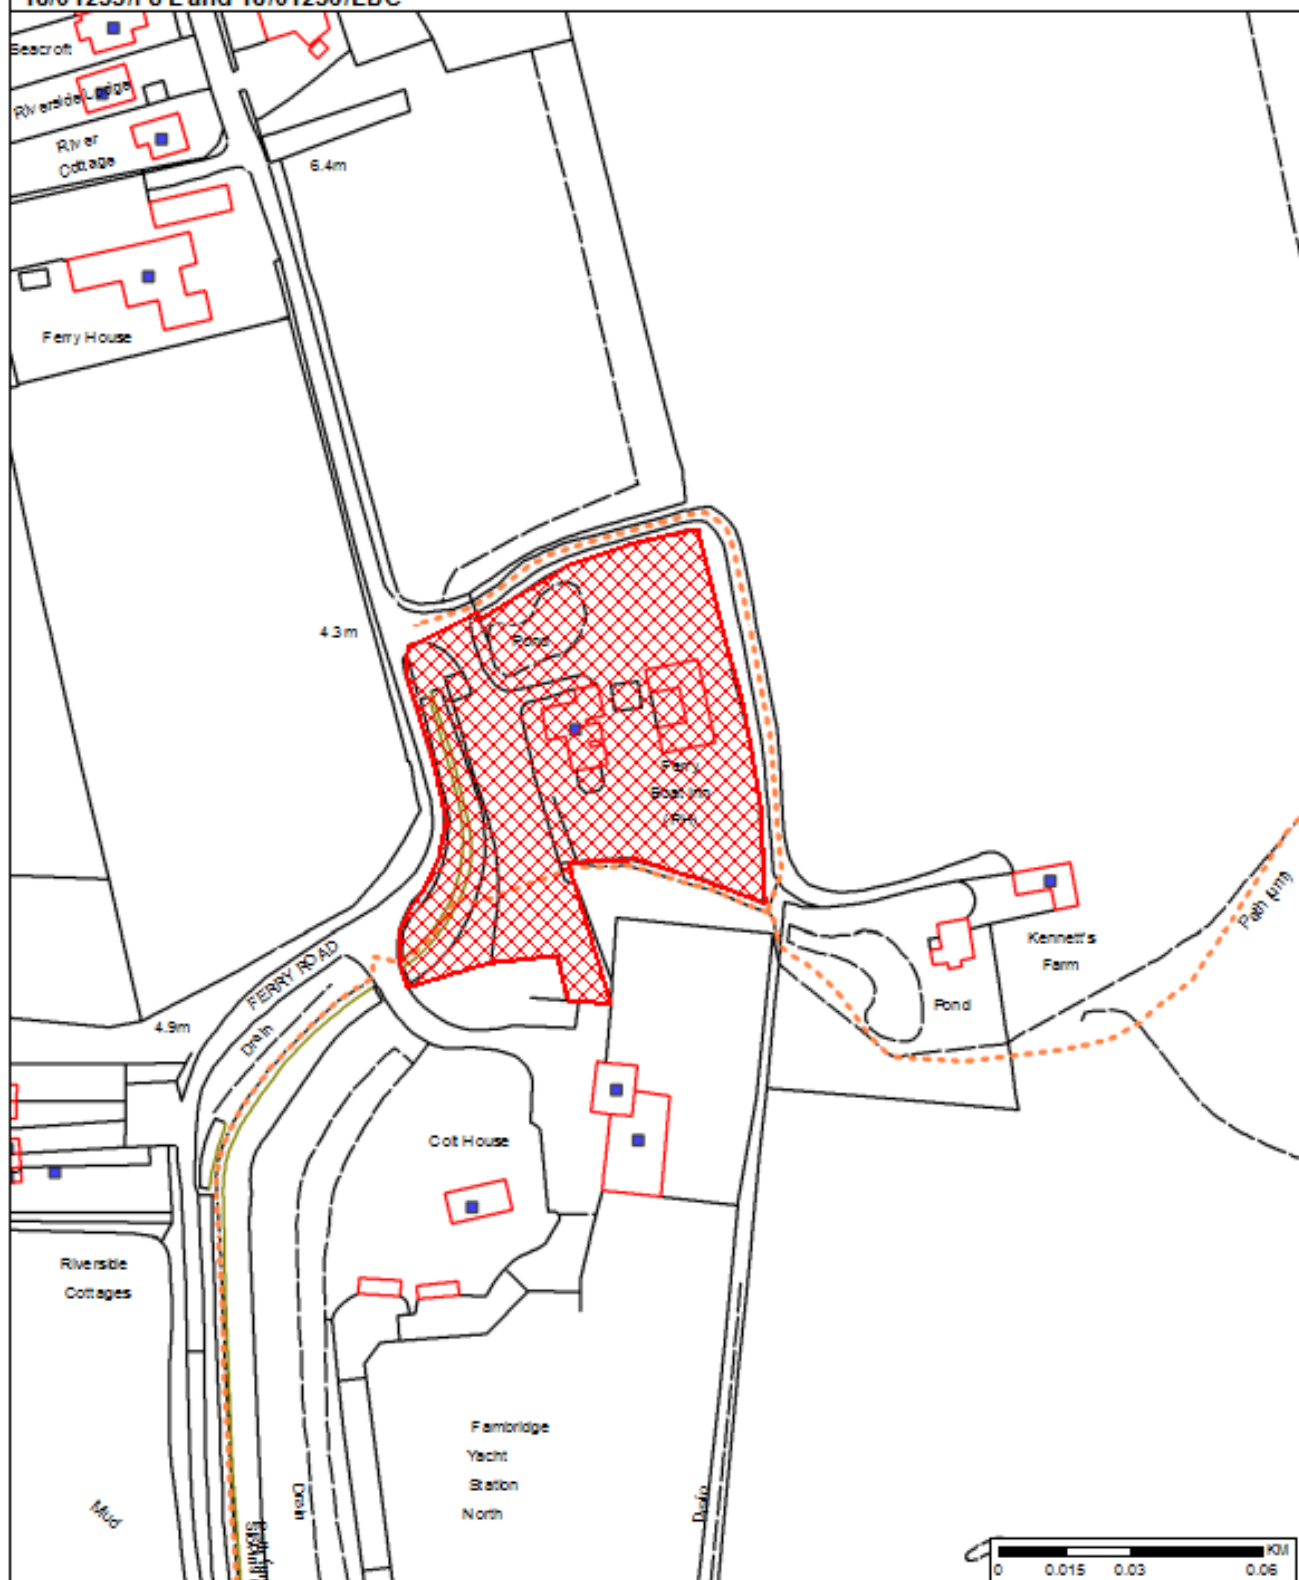 Seacroft
Riverside Lodge
River
Cottage
6.4m
Ferry House
4.3m
Pond
Ferry
Boat Inn
(PH)
Path (um)
Kennett's
Farm
FERRY ROAD
Pond
Drain
4.9m
Colt House
Riverside
Cottages
Fambridge
Yacht
Station
North
Drain
Mud
KM
0 0.015 0.03 0.06